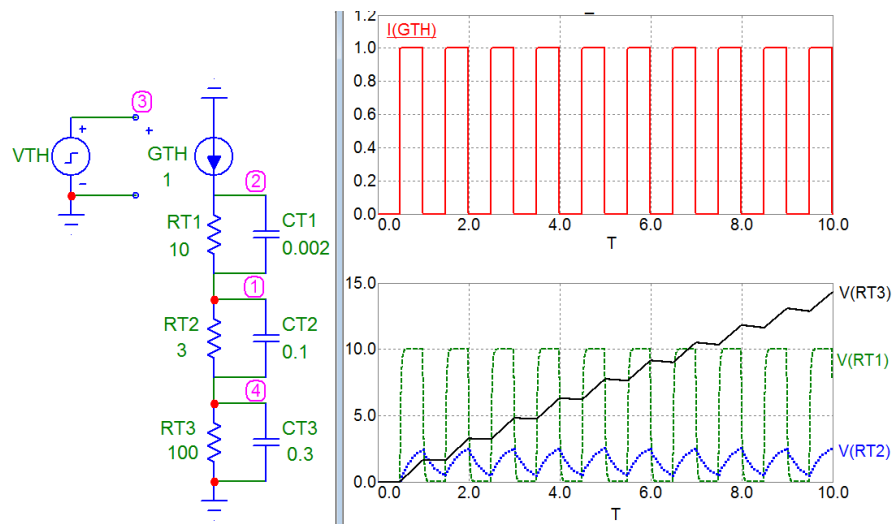 VTH
+
-
3
+
GTH
1
2
RT1
10
CT1
0.002
1
RT2
3
CT2
0.1
4
RT3
100
CT3
0.3
I(GTH)
1.2
1.0
0.8
0.6
0.4
0.2
0.0
0.0 2.0 4.0 6.0 8.0 10.0
T
15.0
10.0
5.0
0.0
V(RT3)
V(RT1)
V(RT2)
0.0 2.0 4.0 6.0 8.0 10.0
T